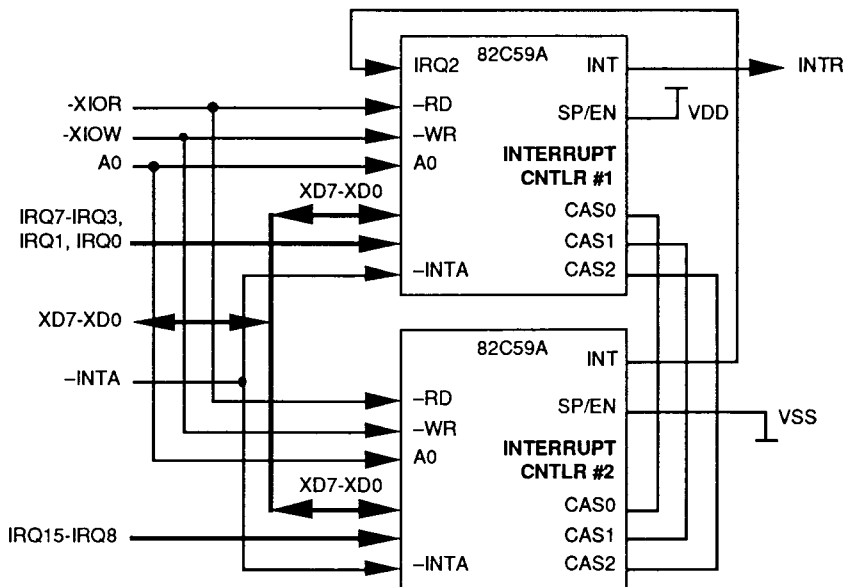 82C59A
IRQ2
INT
INTR
-XIOR
–RD
SP/EN
VDD
-XIOW
–WR
A0
A0
INTERRUPT
CNTLR #1
XD7-XD0
IRQ7-IRQ3,
IRQ1, IRQ0
CAS0
CAS1
–INTA
CAS2
XD7-XD0
82C59A
INT
–INTA
–RD
SP/EN
VSS
–WR
A0
INTERRUPT
CNTLR #2
XD7-XD0
CAS0
IRQ15-IRQ8
CAS1
–INTA
CAS2